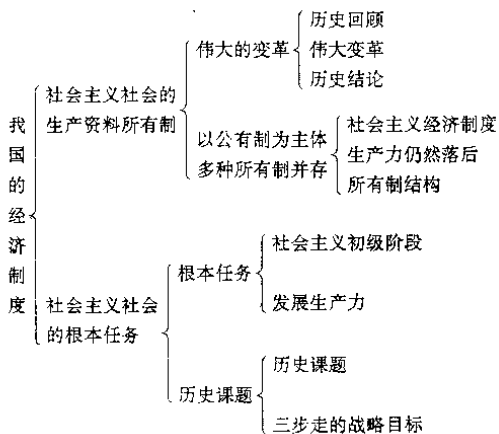 我国的经济制度
社会主义社会的
生产资料所有制
伟大的变革
历史回顾
伟大变革
历史结论
以公有制为主体
多种所有制并存
社会主义经济制度
生产力仍然落后
所有制结构
社会主义社会
的根本任务
根本任务
社会主义初级阶段
发展生产力
历史课题
历史课题
三步走的战略目标